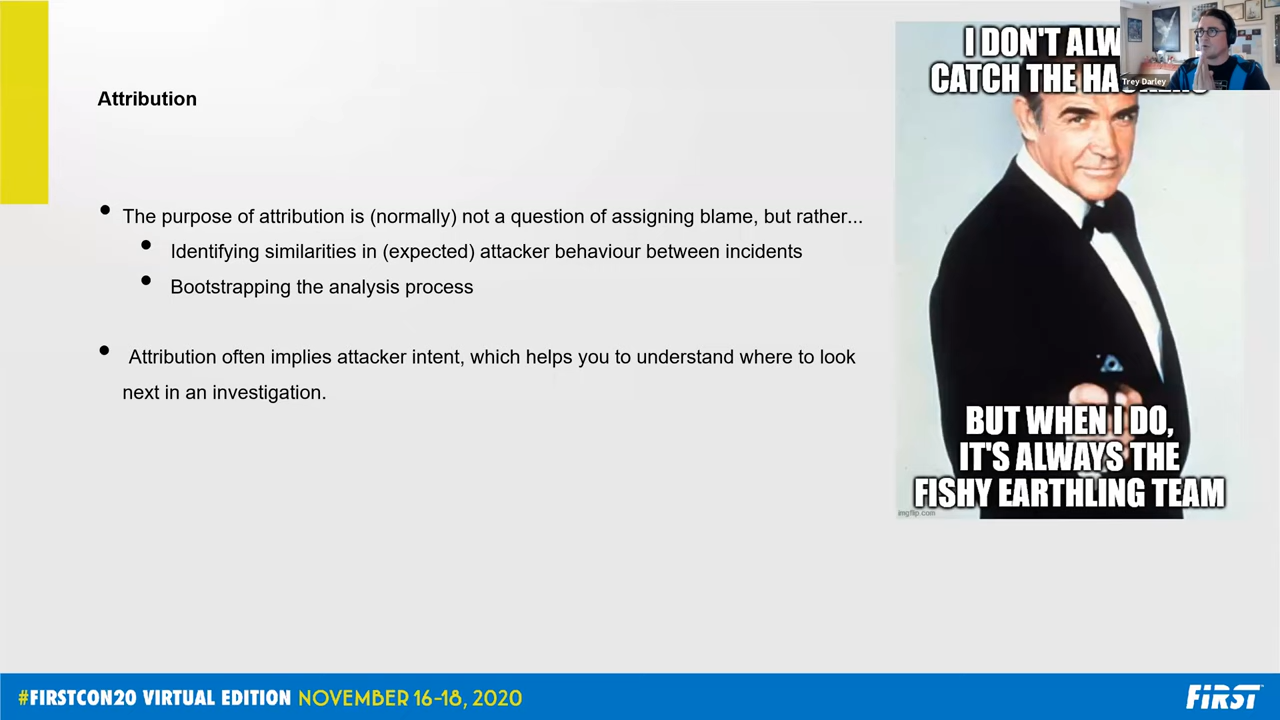 I DON'T ALW
CATCH THE HA
Trey Darley
Attribution
• The purpose of attribution is (normally) not a question of assigning blame, but rather...
• Identifying similarities in (expected) attacker behaviour between incidents
• Bootstrapping the analysis process
• Attribution often implies attacker intent, which helps you to understand where to look
next in an investigation.
BUT WHEN I DO,
IT'S ALWAYS THE
FISHY EARTHLING TEAM
imgflip.com
#FIRSTCON20 VIRTUAL EDITION NOVEMBER 16-18, 2020
FIRST